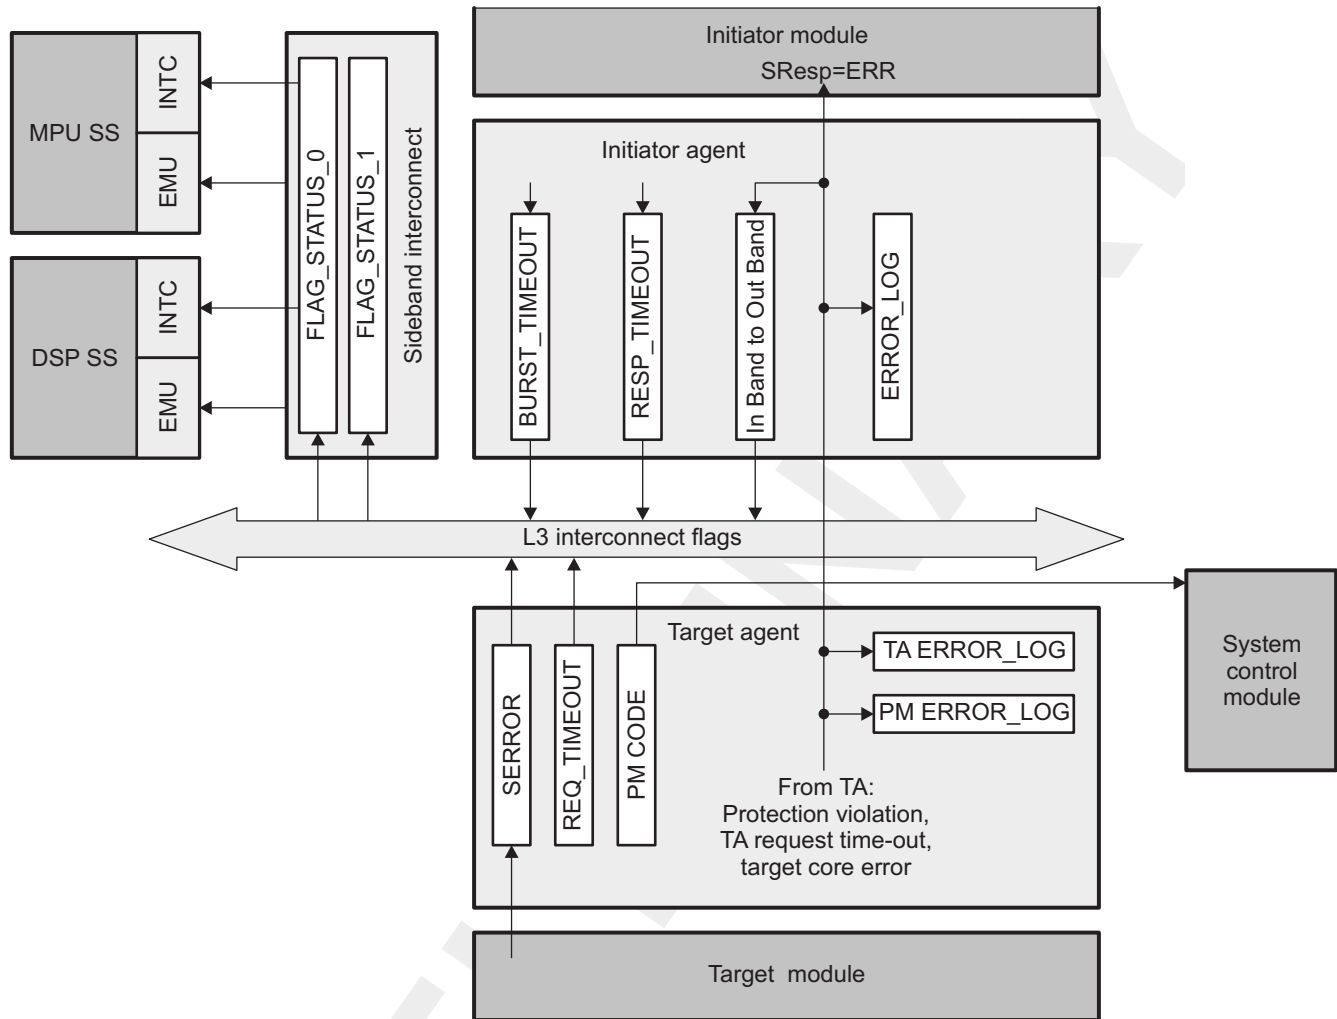 Initiator module
SResp=ERR
MPU SS
INTC
EMU
DSP SS
INTC
EMU
FLAG_STATUS_0
FLAG_STATUS_1
Sideband interconnect
Initiator agent
BURST_TIMEOUT
RESP_TIMEOUT
In Band to Out Band
ERROR_LOG
L3 interconnect flags
Target agent
SERROR
REQ_TIMEOUT
PM CODE
TA ERROR_LOG
PM ERROR_LOG
From TA:
Protection violation,
TA request time-out,
target core error
System
control
module
Target module